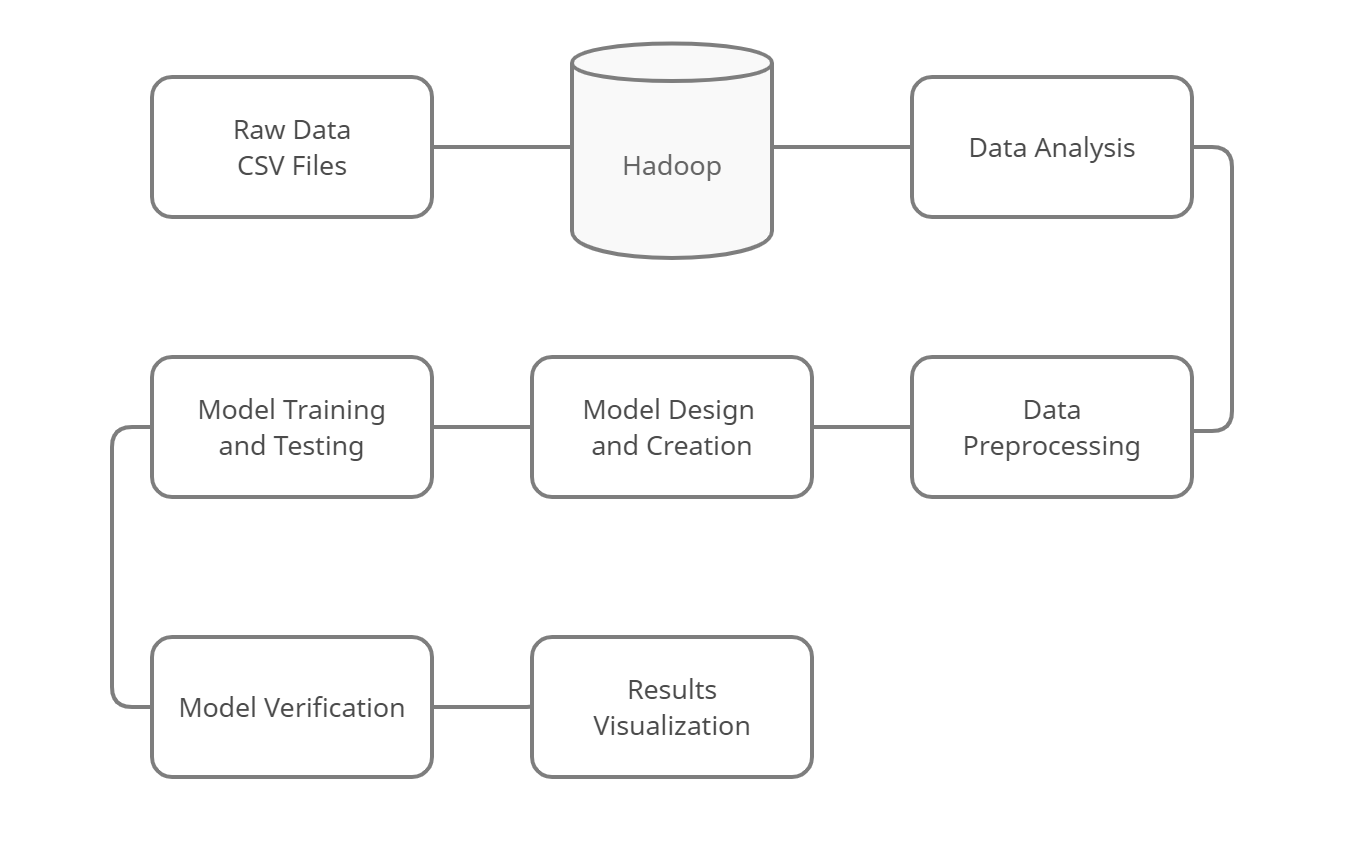 Raw Data
CSV Files
Hadoop
Data Analysis
Model Training
and Testing
Model Design
and Creation
Data
Preprocessing
Model Verification
Results
Visualization